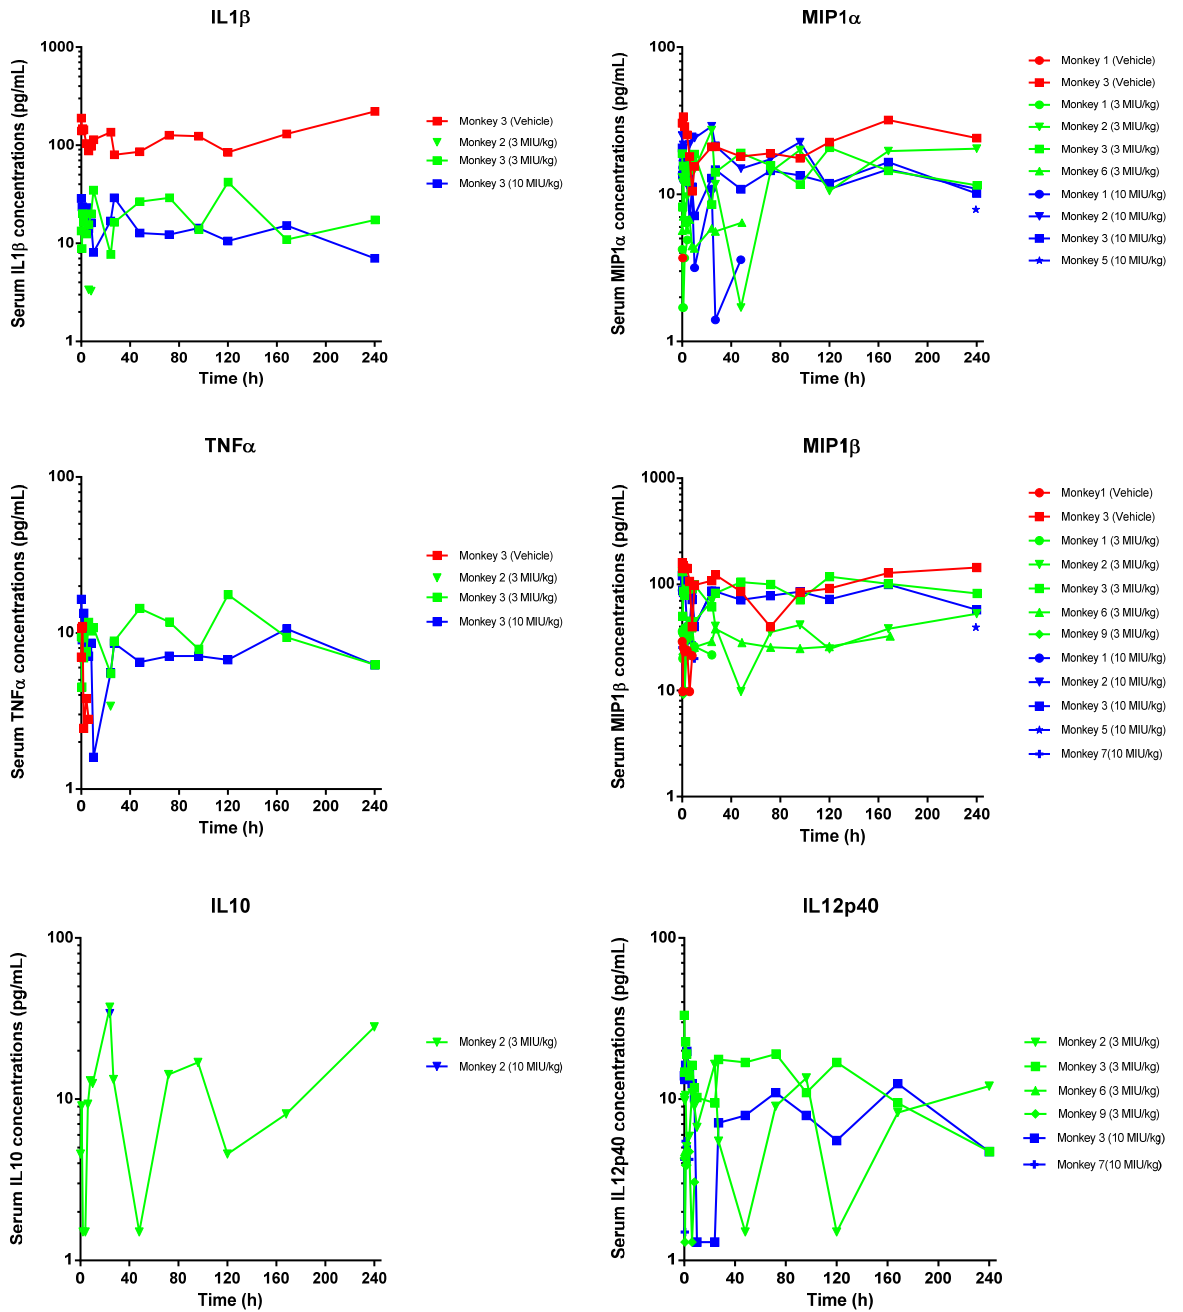 IL1β
Serum IL1β concentrations (pg/mL)
1000
100
10
1
0 40 80 120 160 200 240
Time (h)
Monkey 3 (Vehicle)
Monkey 2 (3 MIU/kg)
Monkey 3 (3 MIU/kg)
Monkey 3 (10 MIU/kg)
MIP1α
Serum MIP1α concentrations (pg/mL)
100
10
1
0 40 80 120 160 200 240
Time (h)
Monkey 1 (Vehicle)
Monkey 3 (Vehicle)
Monkey 1 (3 MIU/kg)
Monkey 2 (3 MIU/kg)
Monkey 3 (3 MIU/kg)
Monkey 6 (3 MIU/kg)
Monkey 1 (10 MIU/kg)
Monkey 2 (10 MIU/kg)
Monkey 3 (10 MIU/kg)
Monkey 5 (10 MIU/kg)
TNFα
Serum TNFα concentrations (pg/mL)
100
10
1
0 40 80 120 160 200 240
Time (h)
Monkey 3 (Vehicle)
Monkey 2 (3 MIU/kg)
Monkey 3 (3 MIU/kg)
Monkey 3 (10 MIU/kg)
MIP1β
Serum MIP1β concentrations (pg/mL)
1000
100
10
1
0 40 80 120 160 200 240
Time (h)
Monkey1 (Vehicle)
Monkey 3 (Vehicle)
Monkey 1 (3 MIU/kg)
Monkey 2 (3 MIU/kg)
Monkey 3 (3 MIU/kg)
Monkey 6 (3 MIU/kg)
Monkey 9 (3 MIU/kg)
Monkey 1 (10 MIU/kg)
Monkey 2 (10 MIU/kg)
Monkey 3 (10 MIU/kg)
Monkey 5 (10 MIU/kg)
Monkey 7(10 MIU/kg)
IL10
Serum IL10 concentrations (pg/mL)
100
10
1
0 40 80 120 160 200 240
Time (h)
Monkey 2 (3 MIU/kg)
Monkey 2 (10 MIU/kg)
IL12p40
Serum IL12p40 concentrations (pg/mL)
100
10
1
0 40 80 120 160 200 240
Time (h)
Monkey 2 (3 MIU/kg)
Monkey 3 (3 MIU/kg)
Monkey 6 (3 MIU/kg)
Monkey 9 (3 MIU/kg)
Monkey 3 (10 MIU/kg)
Monkey 7(10 MIU/kg)